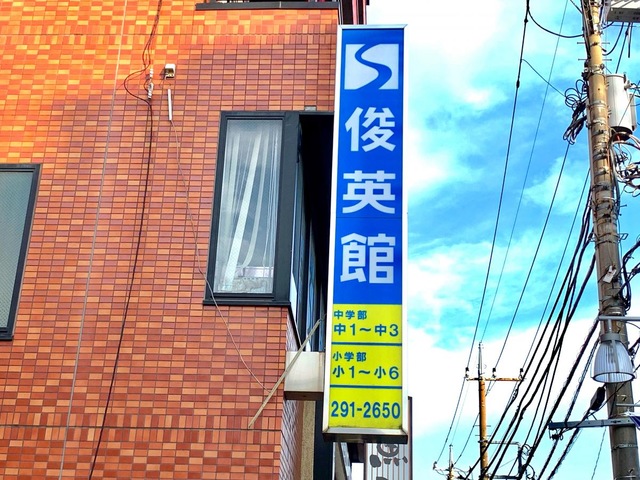 俊英館
中学部
中1～中3
小学部
小1～小6
291-2650